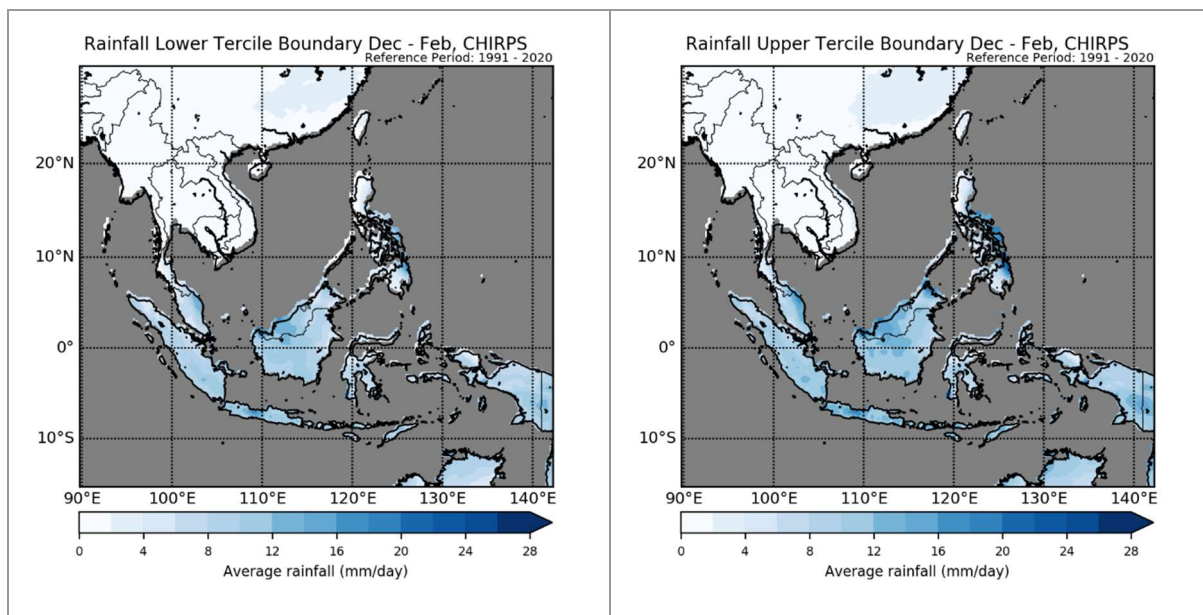 Rainfall Lower Tercile Boundary Dec - Feb, CHIRPS
Reference Period: 1991 - 2020
20°N
10°N
0°
10°S
90°E 100°E 110°E 120°E 130°E 140°E
0 4 8 12 16 20 24 28
Average rainfall (mm/day)
Rainfall Upper Tercile Boundary Dec - Feb, CHIRPS
Reference Period: 1991 - 2020
20°N
10°N
0°
10°S
90°E 100°E 110°E 120°E 130°E 140°E
0 4 8 12 16 20 24 28
Average rainfall (mm/day)